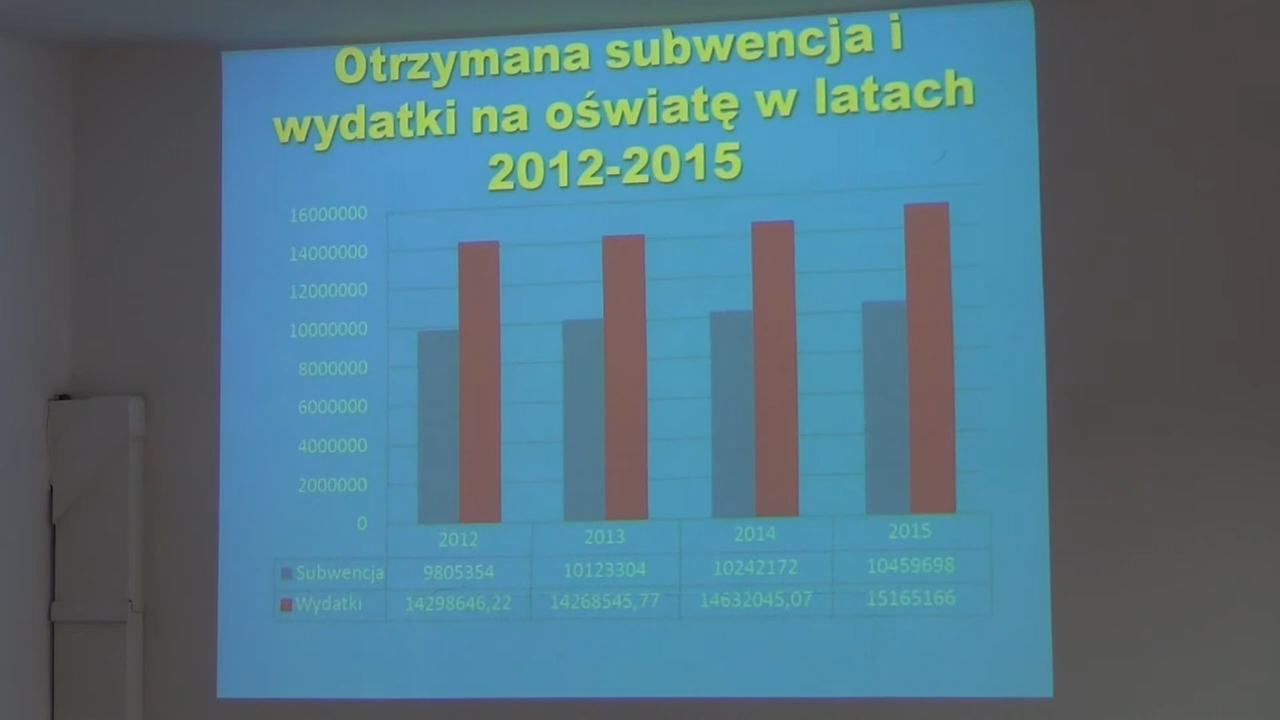 Otrzymana subwencja i
wydatki na oświatę w latach
2012-2015
16000000
14000000
12000000
10000000
8000000
6000000
4000000
2000000
0
2012 2013 2014 2015
Subwencja 9805354 10123304 10242172 10459698
Wydatki 14298646,22 14268545,77 14632045,07 15165166